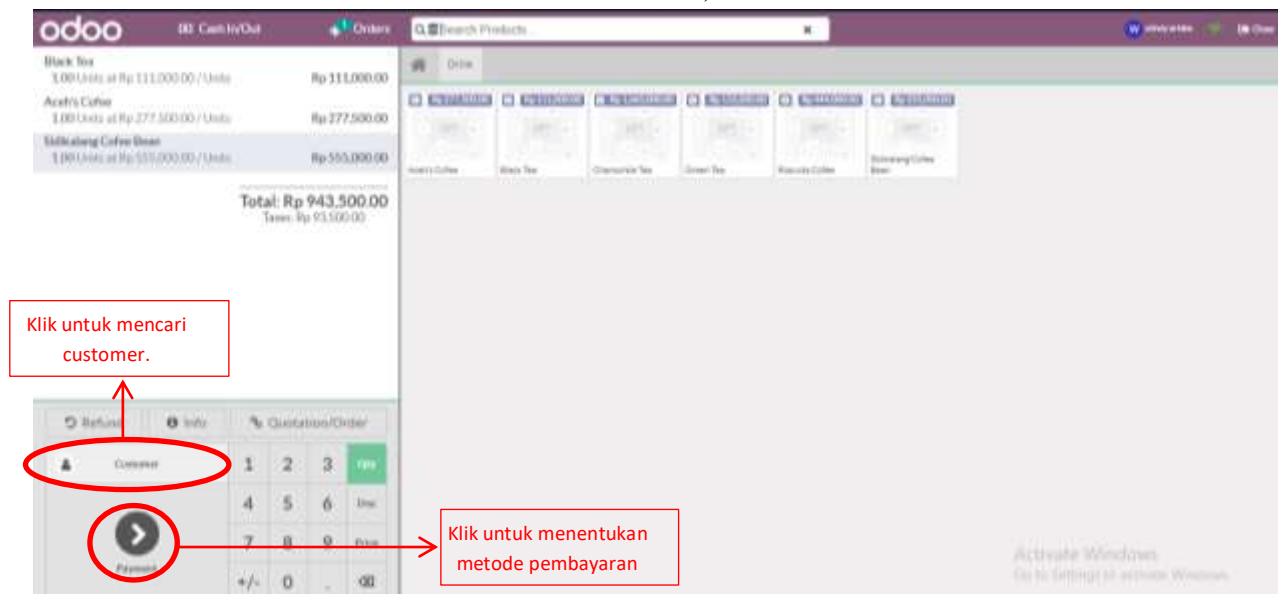 odoo
Cash In/Out
1 Orders
Search Products...
Close
Black Tea
1.00 Units at Rp 111,000.00 / Units Rp 111,000.00
Aceh's Cofee
1.00 Units at Rp 277,500.00 / Units Rp 277,500.00
Sidikalang Cofee Bean
1.00 Units at Rp 555,000.00 / Units Rp 555,000.00
Total: Rp 943,500.00
Taxes: Rp 93,500.00
Drink
Aceh's Cofee
Black Tea
Chamomile Tea
Green Tea
Sidikalang Cofee
Bean
Klik untuk mencari
customer.
Refund
Info
Quotation/Order
Customer
1 2 3 Qty
4 5 6 Disc
7 8 9 Price
+/- 0 .
Payment
Klik untuk menentukan
metode pembayaran
Activate Windows
Go to Settings to activate Windows.